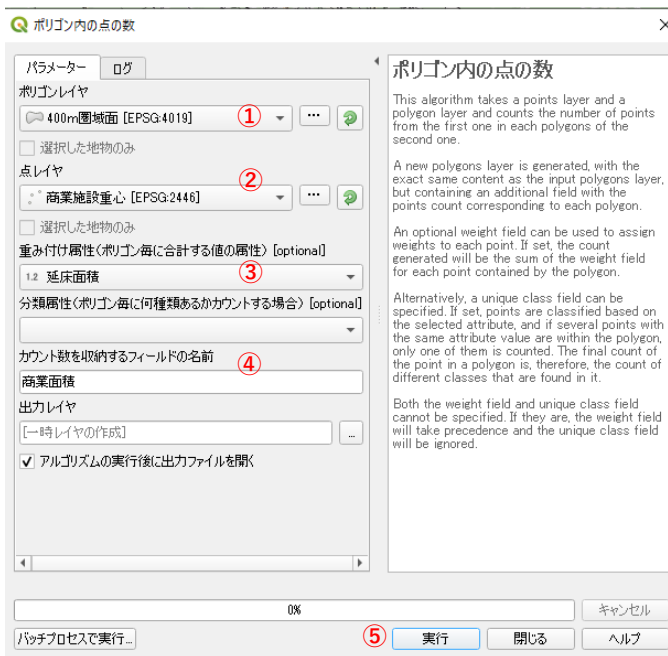 ポリゴン内の点の数
パラメーター ログ
ポリゴンレイヤ
400m圏域面 [EPSG:4019] ① ...
選択した地物のみ
点レイヤ ②
商業施設重心 [EPSG:2446] ...
選択した地物のみ
重み付け属性(ポリゴン毎に合計する値の属性) [optional]
1.2 延床面積 ③
分類属性(ポリゴン毎に何種類あるかカウントする場合) [optional]
カウント数を収納するフィールドの名前 ④
商業面積
出力レイヤ
[一時レイヤの作成] ...
アルゴリズムの実行後に出力ファイルを開く
ポリゴン内の点の数
This algorithm takes a points layer and a
polygon layer and counts the number of points
from the first one in each polygons of the
second one.
A new polygons layer is generated, with the
exact same content as the input polygons layer,
but containing an additional field with the
points count corresponding to each polygon.
An optional weight field can be used to assign
weights to each point. If set, the count
generated will be the sum of the weight field
for each point contained by the polygon.
Alternatively, a unique class field can be
specified. If set, points are classified based on
the selected attribute, and if several points with
the same attribute value are within the polygon,
only one of them is counted. The final count of
the point in a polygon is, therefore, the count of
different classes that are found in it.
Both the weight field and unique class field
cannot be specified. If they are, the weight field
will take precedence and the unique class field
will be ignored.
0% キャンセル
バッチプロセスで実行... ⑤ 実行 閉じる ヘルプ